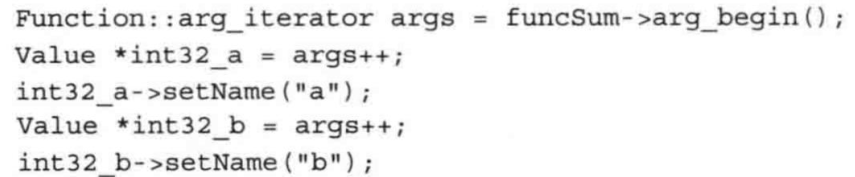 Function::arg_iterator args = funcSum->arg_begin();
Value *int32_a = args++;
int32_a->setName("a");
Value *int32_b = args++;
int32_b->setName("b");